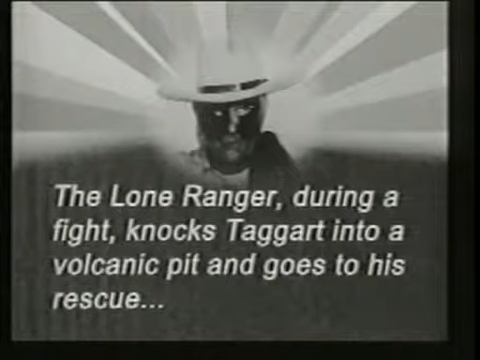 The Lone Ranger, during a
fight, knocks Taggart into a
volcanic pit and goes to his
rescue...